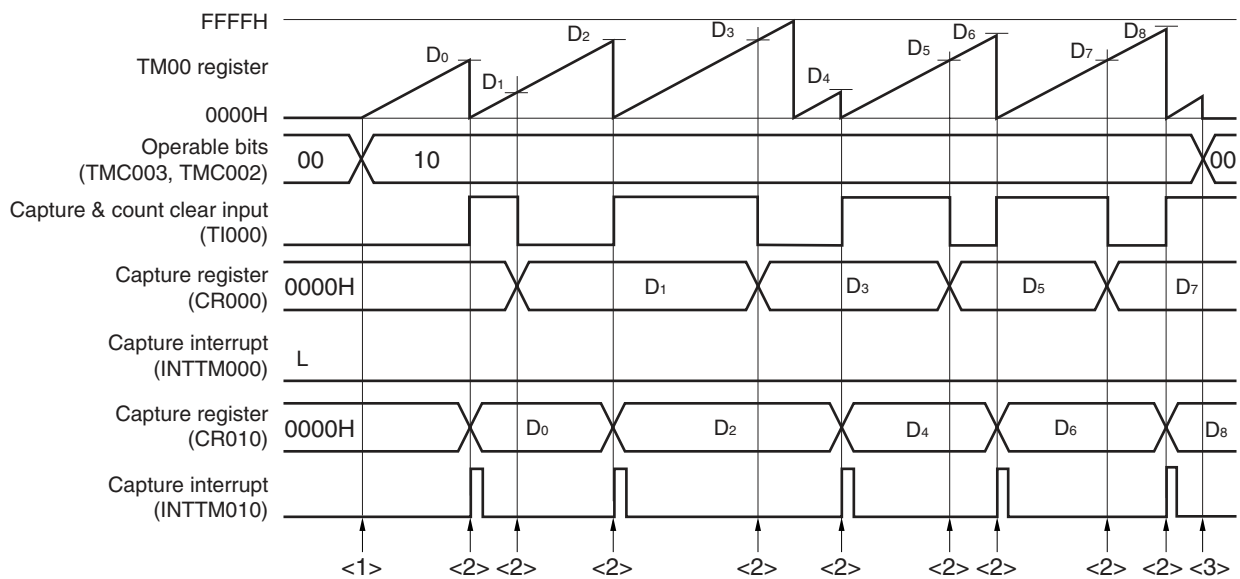 FFFFH
TM00 register
0000H
D0 D1 D2 D3 D4 D5 D6 D7 D8
Operable bits
(TMC003, TMC002)
00 10 00
Capture & count clear input
(TI000)
Capture register
(CR000)
0000H D1 D3 D5 D7
Capture interrupt
(INTTM000)
L
Capture register
(CR010)
0000H D0 D2 D4 D6 D8
Capture interrupt
(INTTM010)
<1> <2> <2> <2> <2> <2> <2> <2> <2> <2> <3>